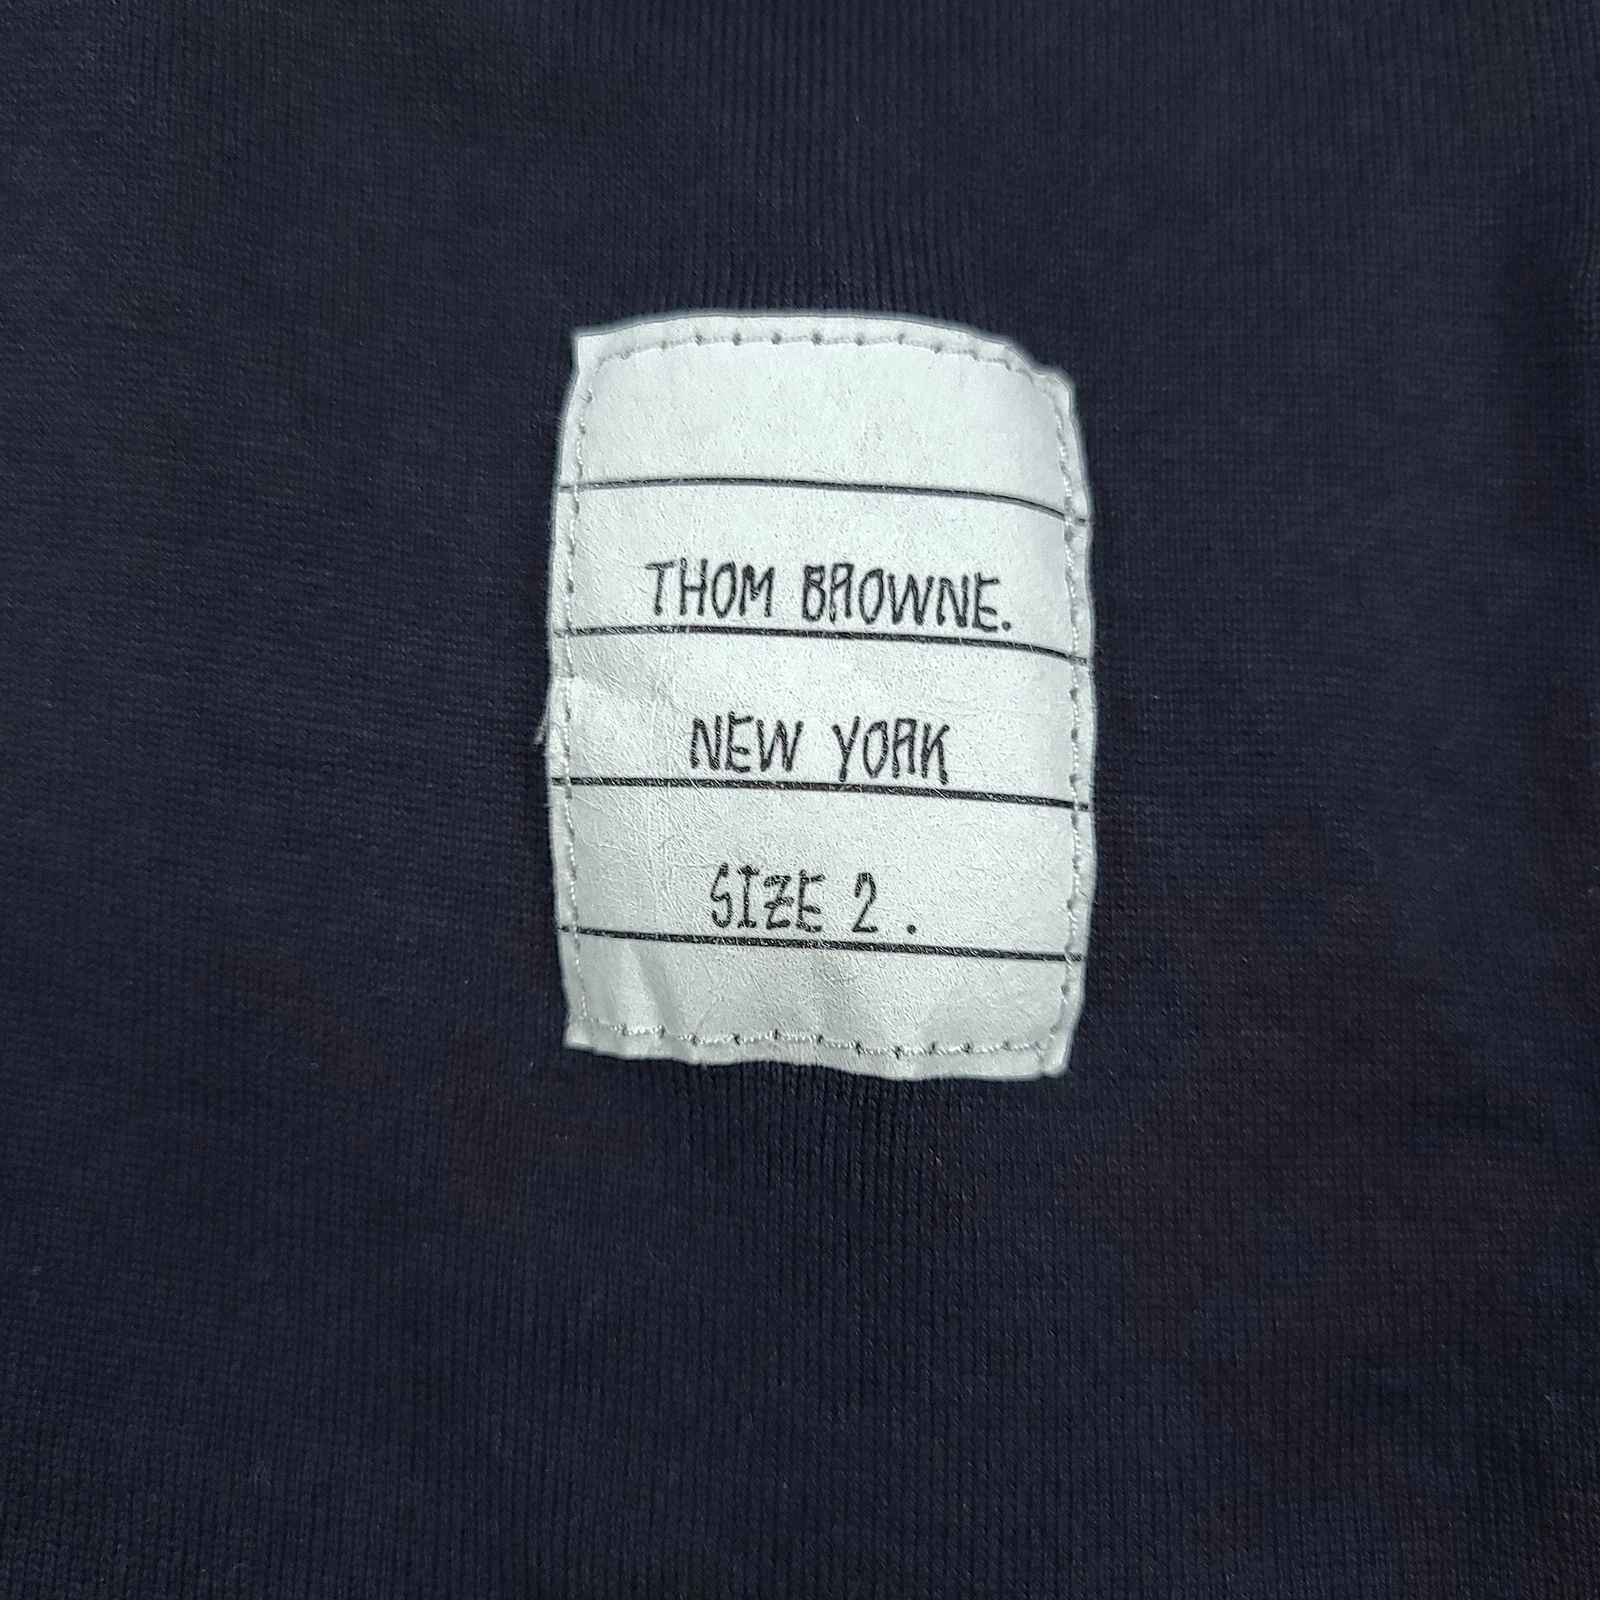 THOM BROWNE.
NEW YORK
SIZE 2 .